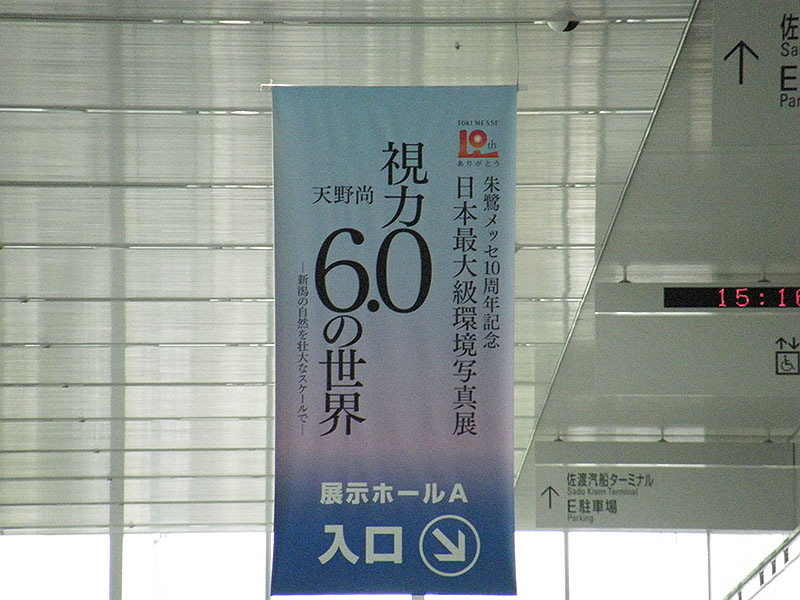 TOKI MESSE
10th
ありがとう
朱鷺メッセ10周年記念
日本最大級環境写真展
視力
6.0
の世界
天野尚
―新潟の自然を壮大なスケールで―
展示ホールA
入口
佐
Sa
E
Par
15:1
佐渡汽船ターミナル
Sado Kisen Terminal
E駐車場
Parking